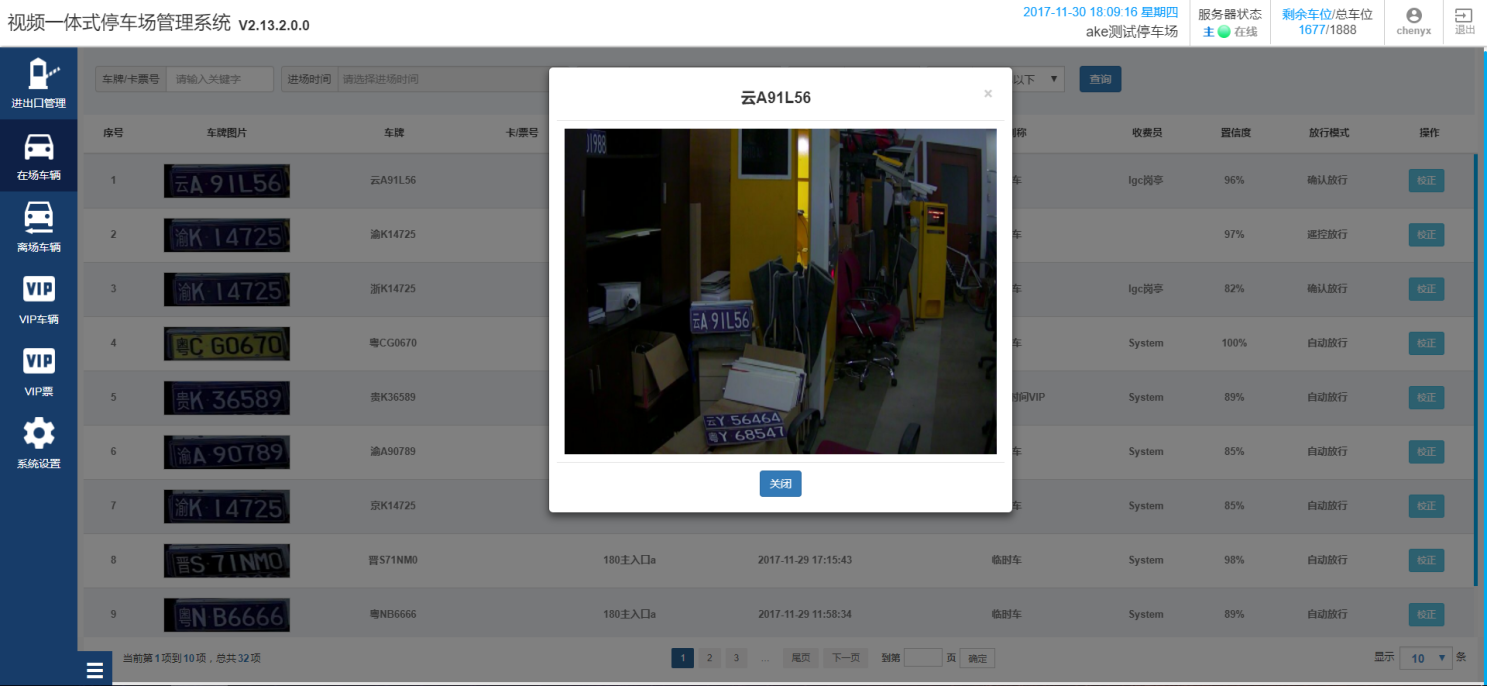 视频一体式停车场管理系统 V2.13.2.0.0
2017-11-30 18:09:16 星期四
ake测试停车场
服务器状态
主 在线
剩余车位/总车位
1677/1888
chenyx
退出
进出口管理
在场车辆
离场车辆
VIP
VIP车辆
VIP
VIP票
系统设置
车牌/卡票号 请输入关键字 进场时间 请选择进场时间 以下 查询
序号 车牌图片 车牌 卡/票号 称 收费员 置信度 放行模式 操作
1 云A 91L56 云A91L56 车 lgc岗亭 96% 确认放行 校正
2 渝K·14725 渝K14725 车 97% 遥控放行 校正
3 渝K·14725 浙K14725 车 lgc岗亭 82% 确认放行 校正
4 粤C G0670 粤CG0670 车 System 100% 自动放行 校正
5 贵K 36589 贵K36589 时间VIP System 89% 自动放行 校正
6 渝A·90789 渝A90789 车 System 85% 自动放行 校正
7 渝K·14725 京K14725 车 System 85% 自动放行 校正
8 晋S·71NM0 晋S71NM0 180主入口a 2017-11-29 17:15:43 临时车 System 98% 自动放行 校正
9 粤N·B6666 粤NB6666 180主入口a 2017-11-29 11:58:34 临时车 System 89% 自动放行 校正
云A91L56
×
J1988
云A 91L56
云Y 56464
粤Y 68547
关闭
当前第1项到10项，总共32项
1 2 3 ... 尾页 下一页 到第 页 确定
显示 10 条